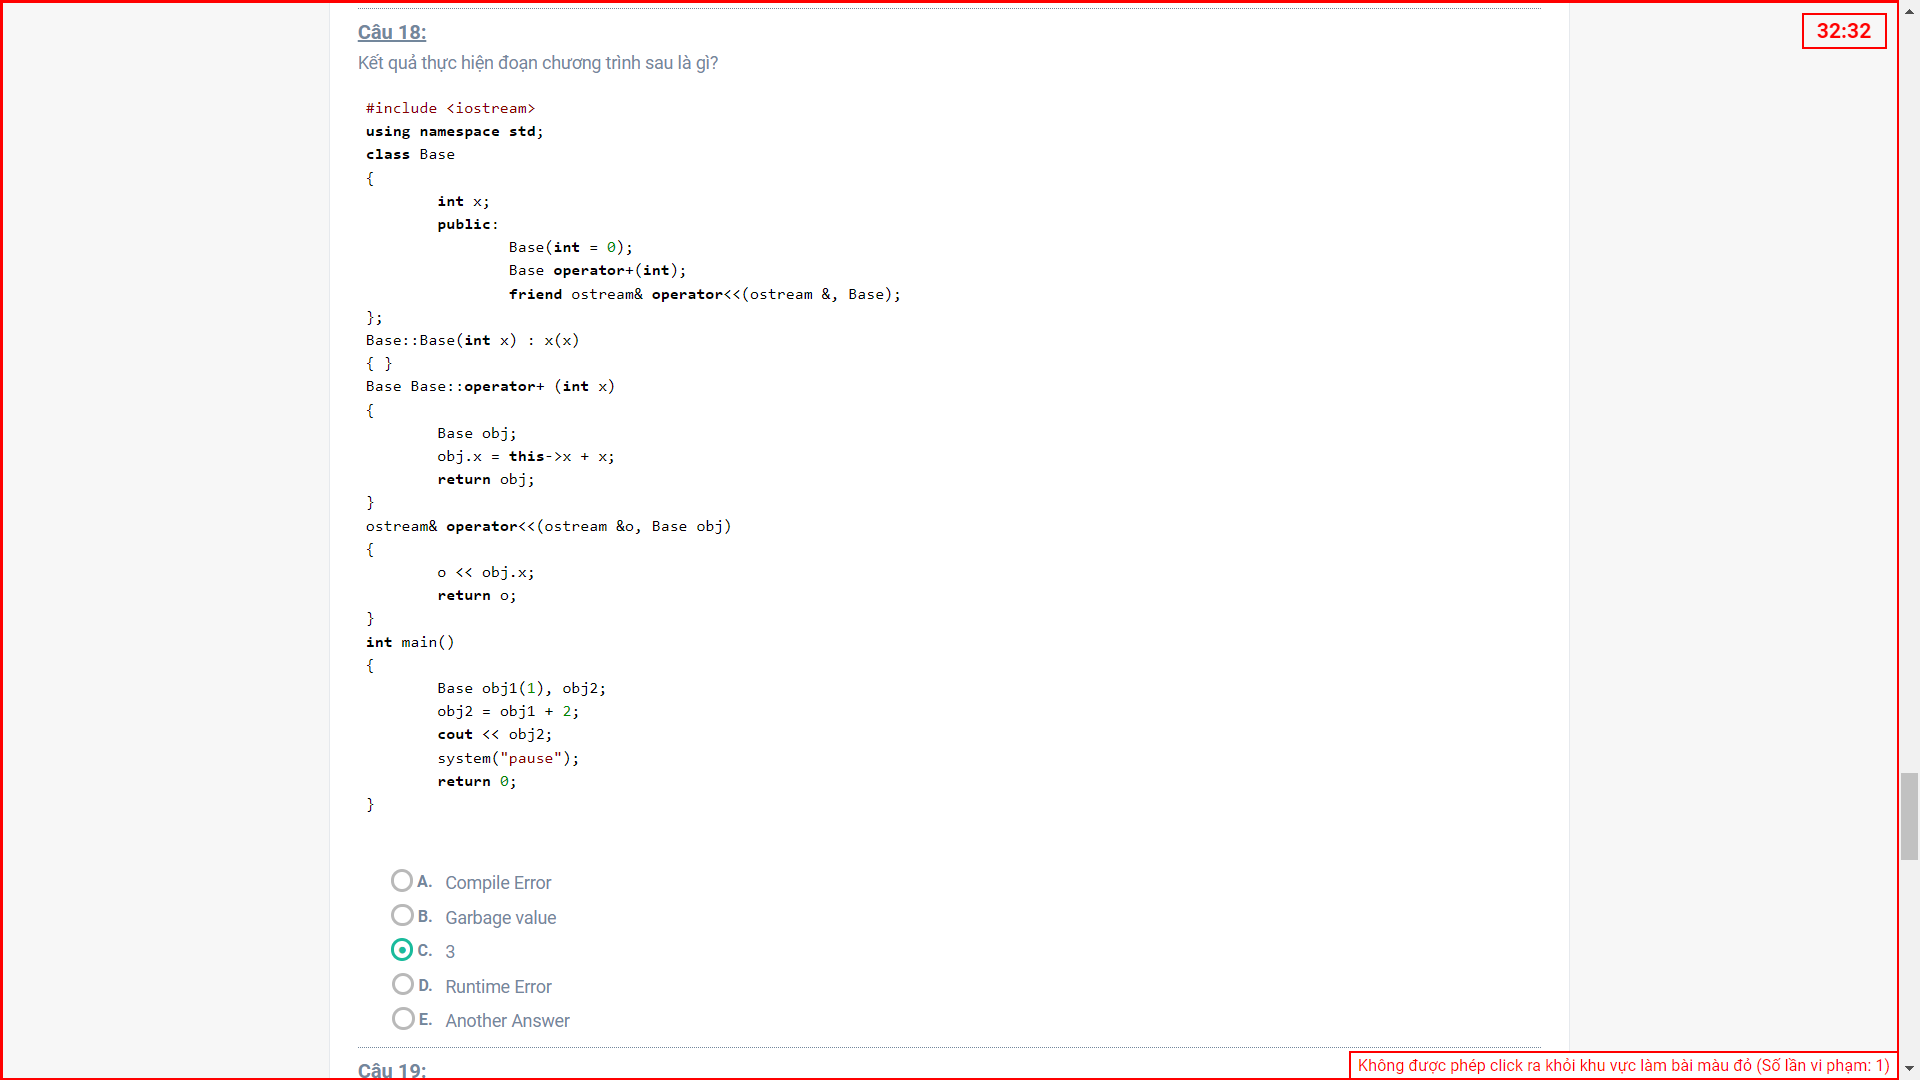 Câu 18:
32:32
Kết quả thực hiện đoạn chương trình sau là gì?
#include <iostream>
using namespace std;
class Base
{
int x;
public:
Base(int = 0);
Base operator+(int);
friend ostream& operator<<(ostream &, Base);
};
Base::Base(int x) : x(x)
{ }
Base Base::operator+ (int x)
{
Base obj;
obj.x = this->x + x;
return obj;
}
ostream& operator<<(ostream &o, Base obj)
{
o << obj.x;
return o;
}
int main()
{
Base obj1(1), obj2;
obj2 = obj1 + 2;
cout << obj2;
system("pause");
return 0;
}
A. Compile Error
B. Garbage value
C. 3
D. Runtime Error
E. Another Answer
Câu 19:
Không được phép click ra khỏi khu vực làm bài màu đỏ (Số lần vi phạm: 1)